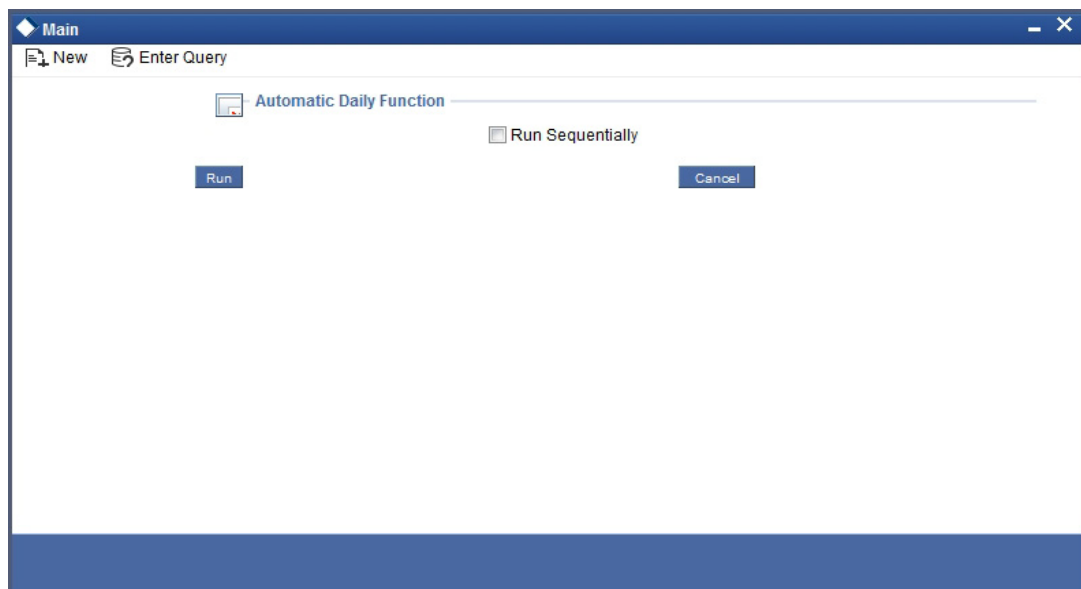 Main
New Enter Query
Automatic Daily Function
Run Sequentially
Run Cancel